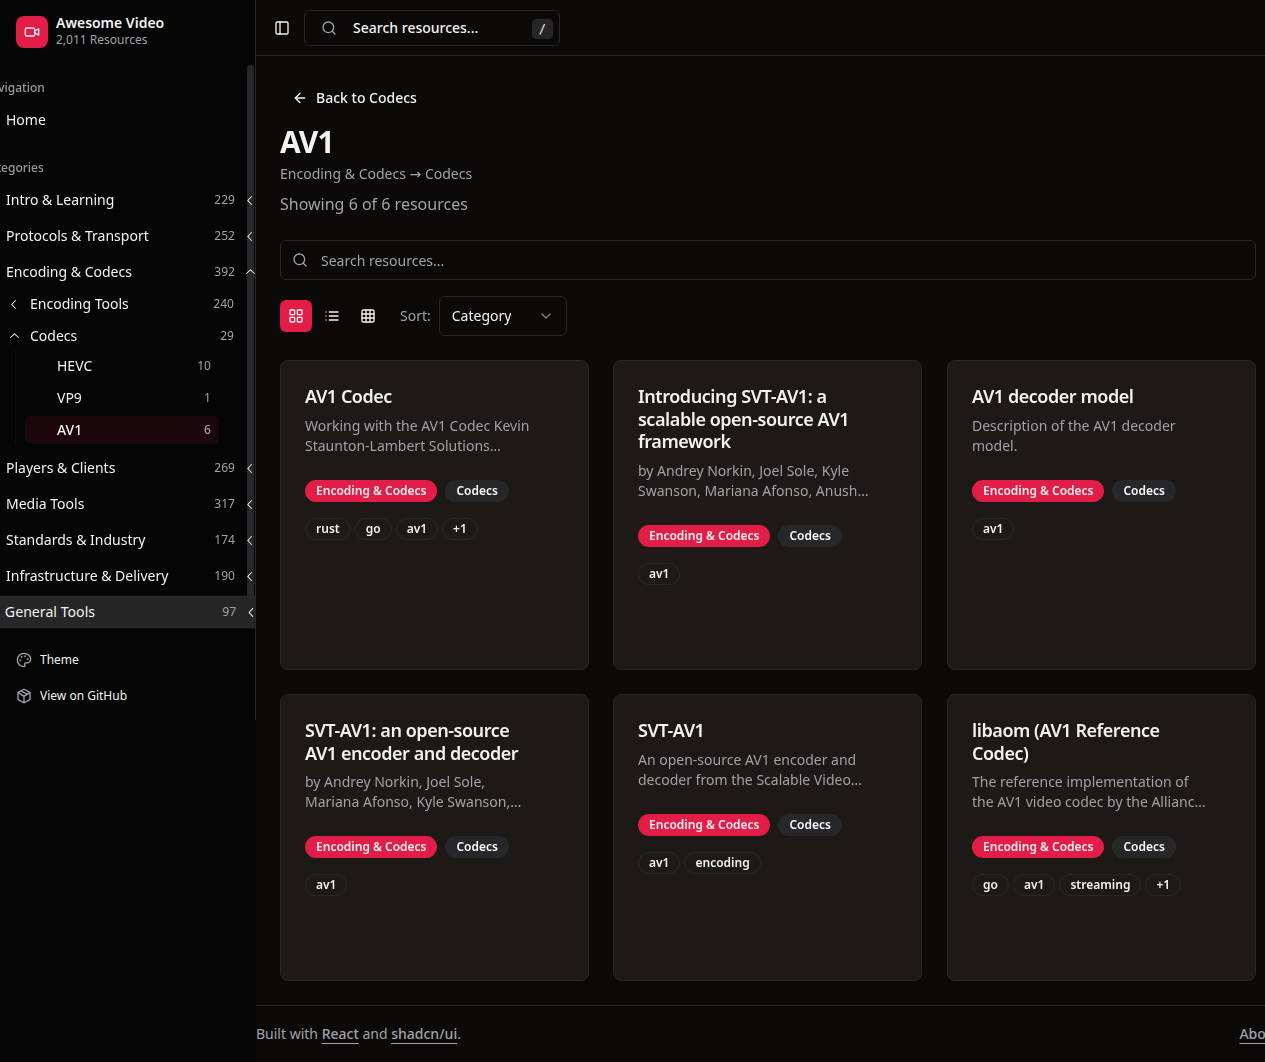 Awesome Video
2,011 Resources
vigation
Home
tegories
Intro & Learning 229
Protocols & Transport 252
Encoding & Codecs 392
Encoding Tools 240
Codecs 29
HEVC 10
VP9 1
AV1 6
Players & Clients 269
Media Tools 317
Standards & Industry 174
Infrastructure & Delivery 190
General Tools 97
Theme
View on GitHub
Search resources... /
Back to Codecs
AV1
Encoding & Codecs → Codecs
Showing 6 of 6 resources
Search resources...
Sort: Category
AV1 Codec
Working with the AV1 Codec Kevin
Staunton-Lambert Solutions...
Encoding & Codecs Codecs
rust go av1 +1
Introducing SVT-AV1: a
scalable open-source AV1
framework
by Andrey Norkin, Joel Sole, Kyle
Swanson, Mariana Afonso, Anush...
Encoding & Codecs Codecs
av1
AV1 decoder model
Description of the AV1 decoder
model.
Encoding & Codecs Codecs
av1
SVT-AV1: an open-source
AV1 encoder and decoder
by Andrey Norkin, Joel Sole,
Mariana Afonso, Kyle Swanson,...
Encoding & Codecs Codecs
av1
SVT-AV1
An open-source AV1 encoder and
decoder from the Scalable Video...
Encoding & Codecs Codecs
av1 encoding
libaom (AV1 Reference
Codec)
The reference implementation of
the AV1 video codec by the Allianc...
Encoding & Codecs Codecs
go av1 streaming +1
Built with React and shadcn/ui.
Abo